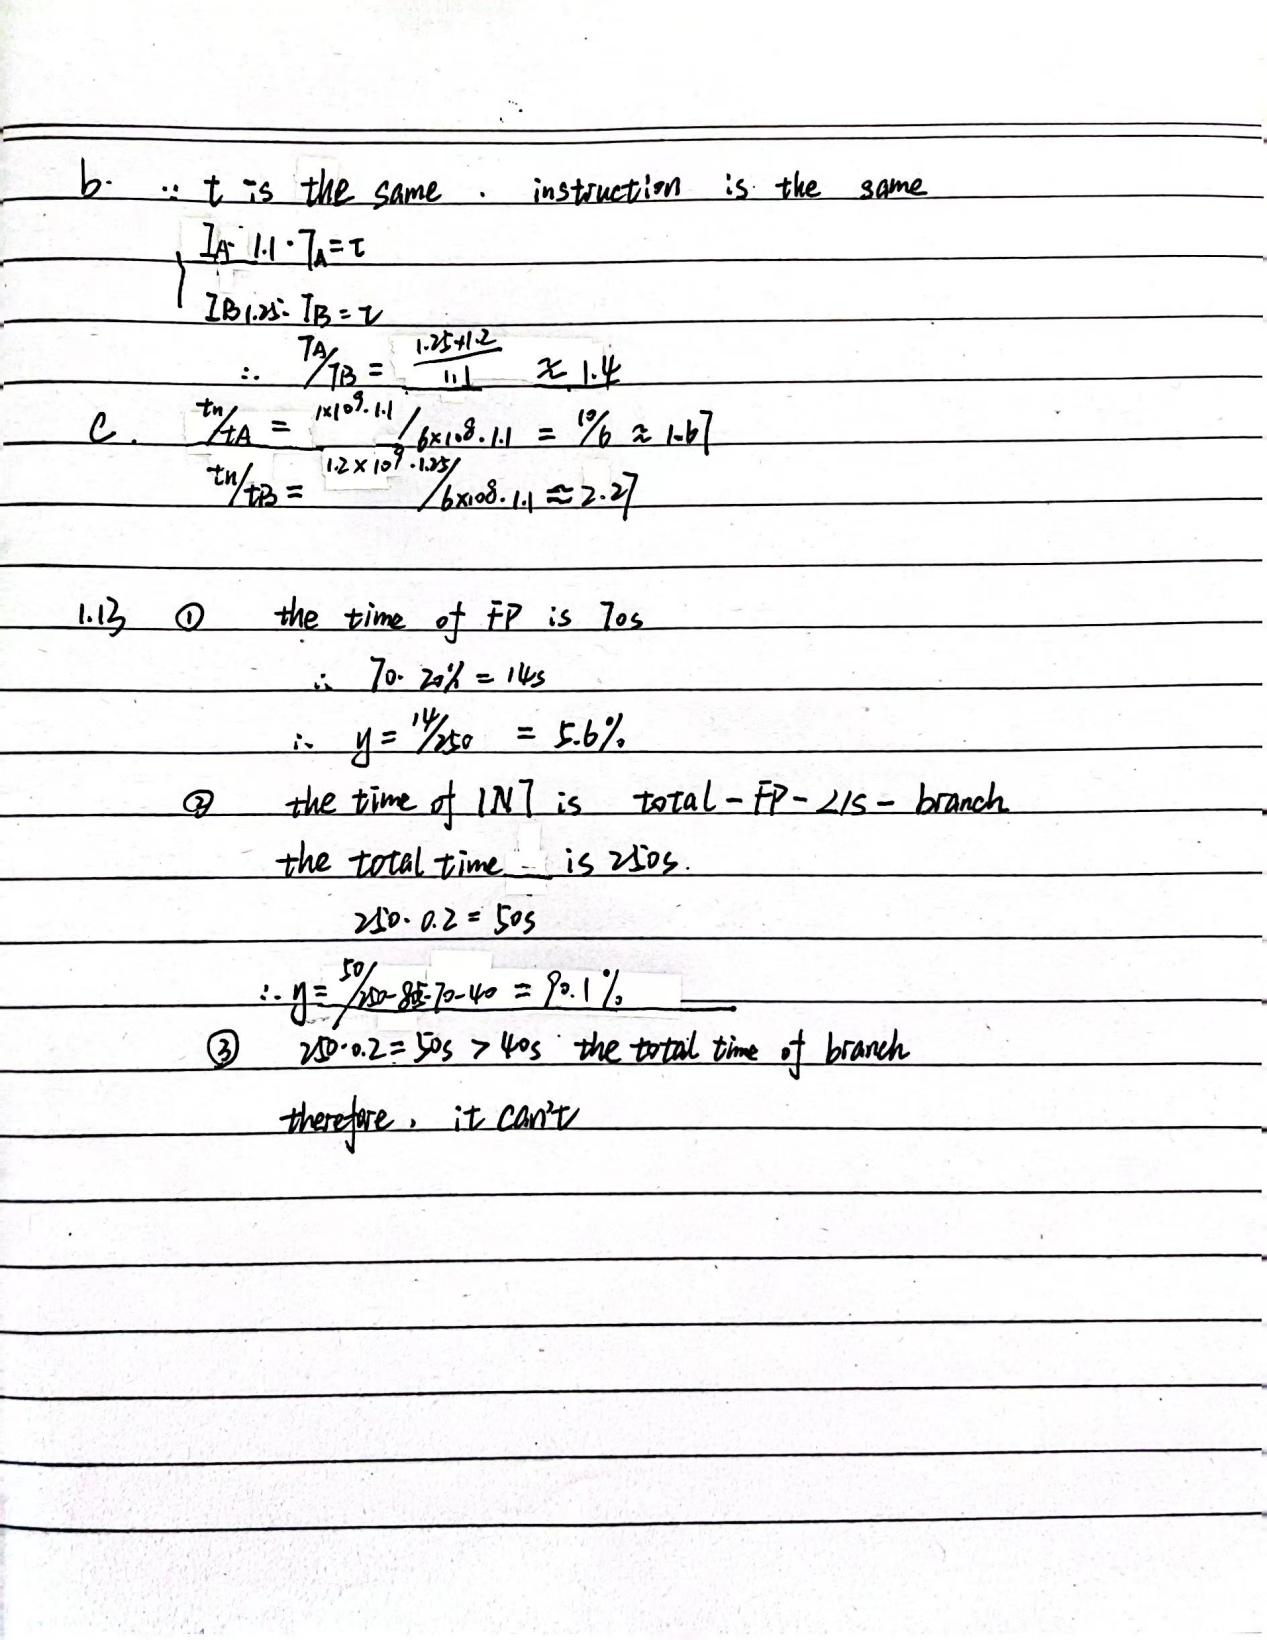 b. ∵ t is the same . instruction is the same
IA · 1.1 · TA = τ
IB 1.25 · TB = τ
∴ TA/TB = 1.25×1.2/1.1 ≈ 1.4
C. tn/tA = 1×10⁹·1.1/6×10⁸·1.1 = 10/6 ≈ 1.67
tn/tB = 1.2×10⁹·1.25/6×10⁸·1.1 ≈ 2.27
1.13 ① the time of FP is 70s
∴ 70· 20% = 14s
∴ y = 14/250 = 5.6%
② the time of INT is total - FP - L/S - branch
the total time is 250s.
250· 0.2 = 50s
∴ y = 50/250-85-70-40 = 90.1%
③ 250·0.2 = 50s > 40s the total time of branch
therefore, it can't